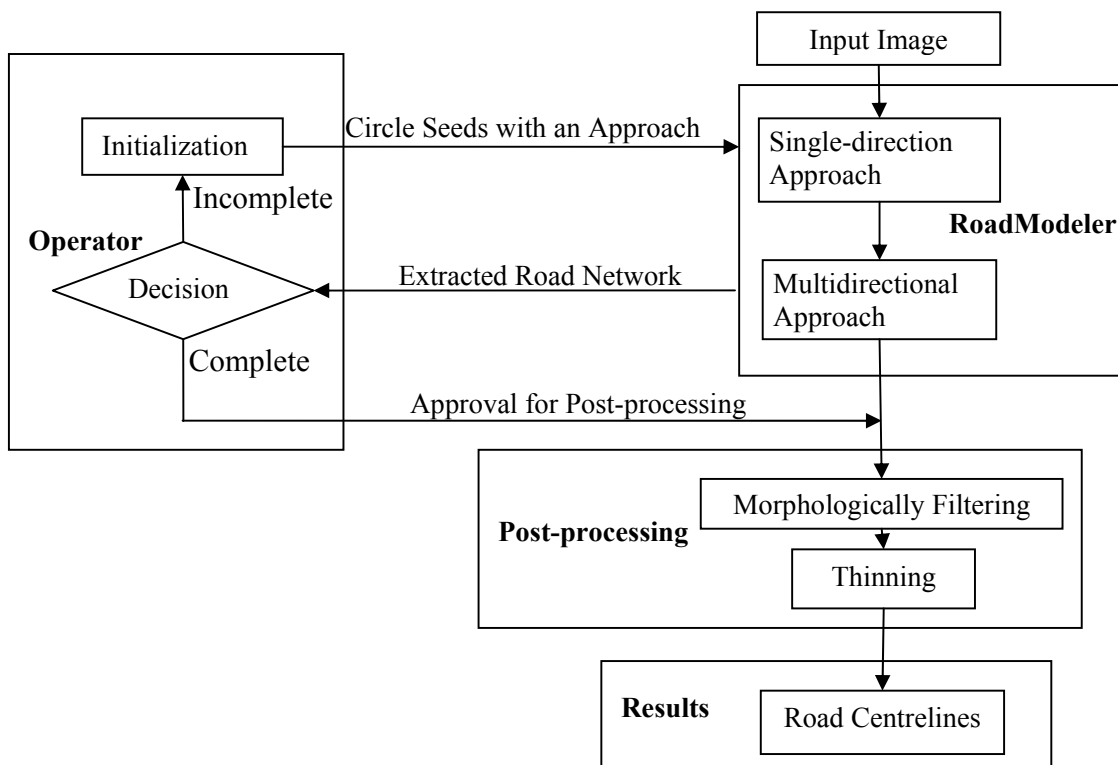 Input Image
Circle Seeds with an Approach
Initialization
Single-direction
Approach
Incomplete
RoadModeler
Operator
Extracted Road Network
Decision
Multidirectional
Approach
Complete
Approval for Post-processing
Morphologically Filtering
Post-processing
Thinning
Results
Road Centrelines